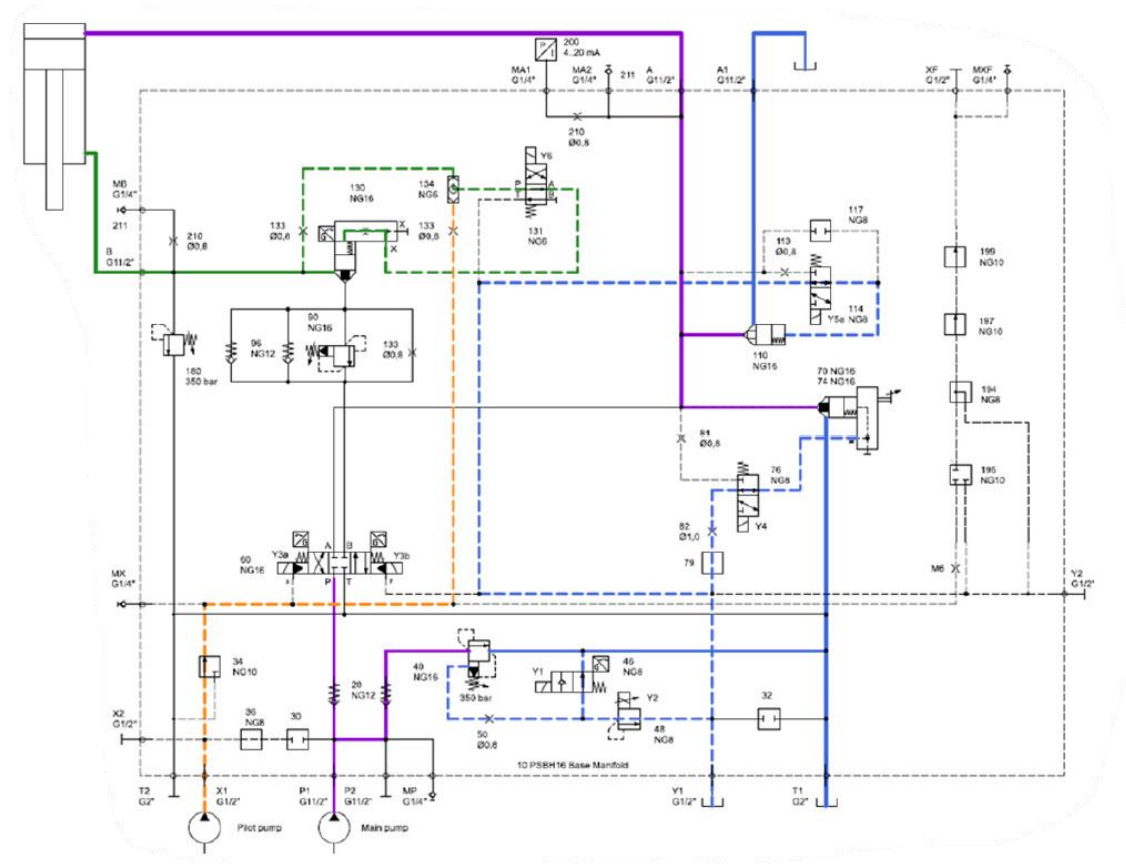 200
4..20 mA
MA1
G1/4"
MA2
G1/4"
211
A
G11/2"
A1
G11/2"
XF
G1/2"
MXF
G1/4"
210
Ø0,8
Y6
P
A
T
B
131
NG6
134
NG6
130
NG16
X
X
133
Ø0,8
133
Ø0,8
MB
G1/4"
211
210
Ø0,8
B
G11/2"
117
NG8
113
Ø0,8
114
NG8
Y5a
110
NG16
199
NG10
197
NG10
194
NG8
195
NG10
90
NG16
96
NG12
133
Ø0,8
180
350 bar
70 NG16
74 NG16
81
Ø0,8
76
NG8
Y4
82
Ø1,0
79
M6
Y2
G1/2"
A
B
Y3a
Y3b
60
NG16
x
P
T
Y
MX
G1/4"
34
NG10
20
NG12
40
NG16
350 bar
Y1
46
NG8
Y2
48
NG8
50
Ø0,8
32
X2
G1/2"
36
NG8
30
10 PSBH16 Base Manifold
T2
G2"
X1
G1/2"
P1
G11/2"
P2
G11/2"
MP
G1/4"
Y1
G1/2"
T1
G2"
Pilot pump
Main pump